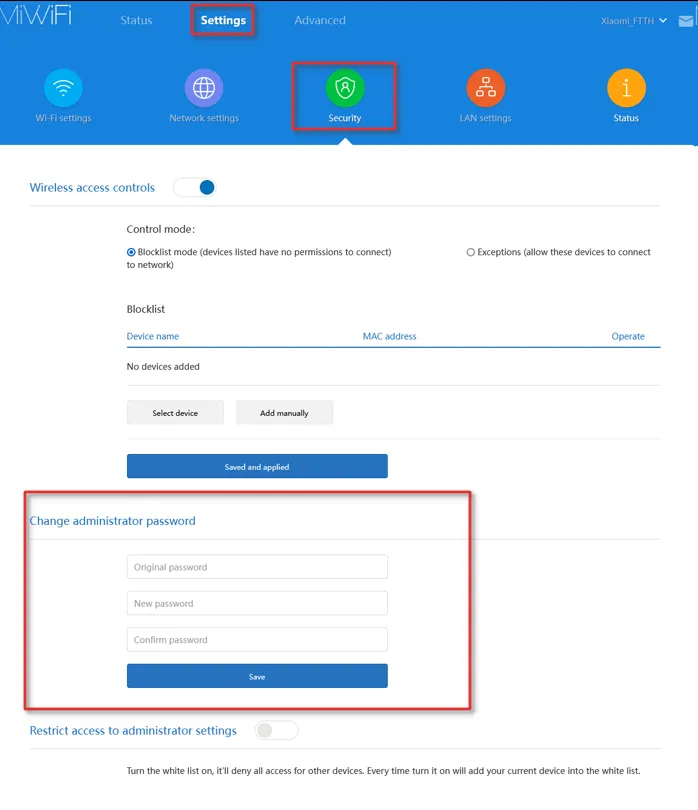 MiWiFi
Status
Settings
Advanced
Xiaomi_FTTH
Wi-Fi settings
Network settings
Security
LAN settings
Status
Wireless access controls
Control mode:
Blocklist mode (devices listed have no permissions to connect)
to network)
Exceptions (allow these devices to connect
Blocklist
Device name MAC address Operate
No devices added
Select device
Add manually
Saved and applied
Change administrator password
Original password
New password
Confirm password
Save
Restrict access to administrator settings
Turn the white list on, it'll deny all access for other devices. Every time turn it on will add your current device into the white list.